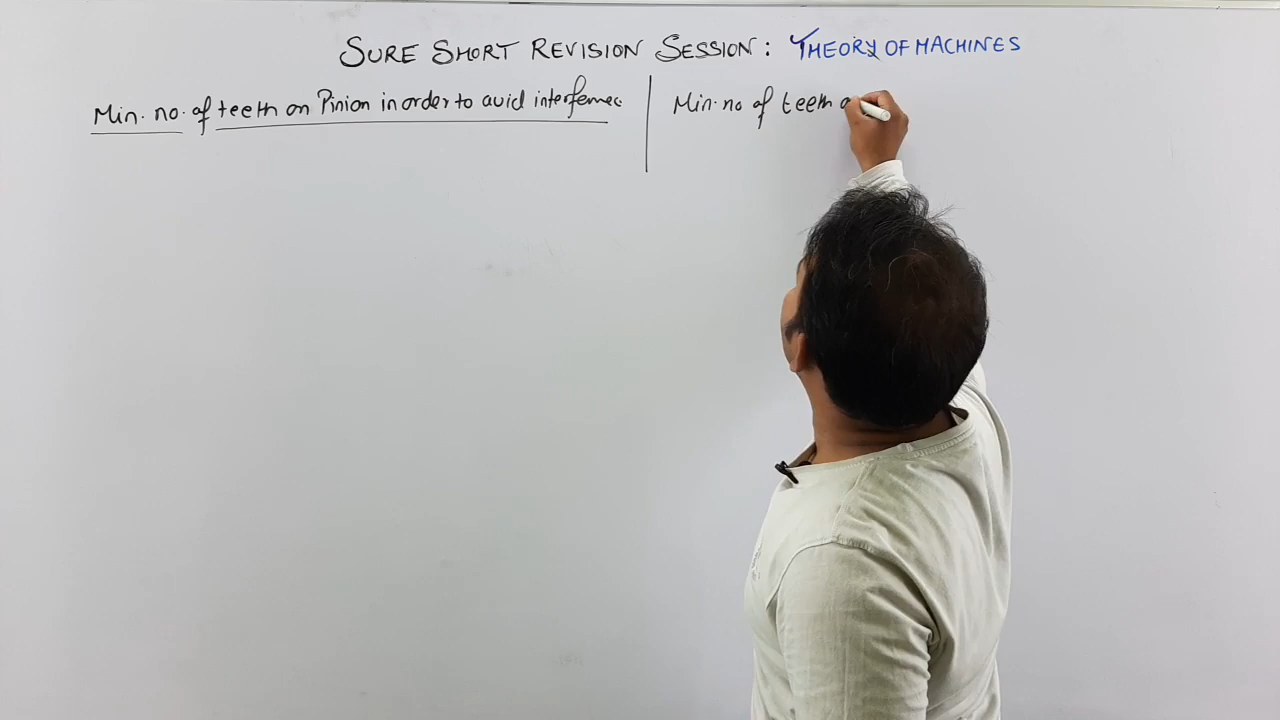 SURE SHORT REVISION SESSION: THEORY OF MACHINES
Min. no. of teeth on Pinion in order to avoid
Min. no of teeth